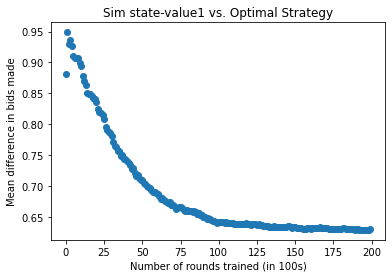 Sim state-value1 vs. Optimal Strategy
Mean difference in bids made
0.95
0.90
0.85
0.80
0.75
0.70
0.65
0 25 50 75 100 125 150 175 200
Number of rounds trained (in 100s)